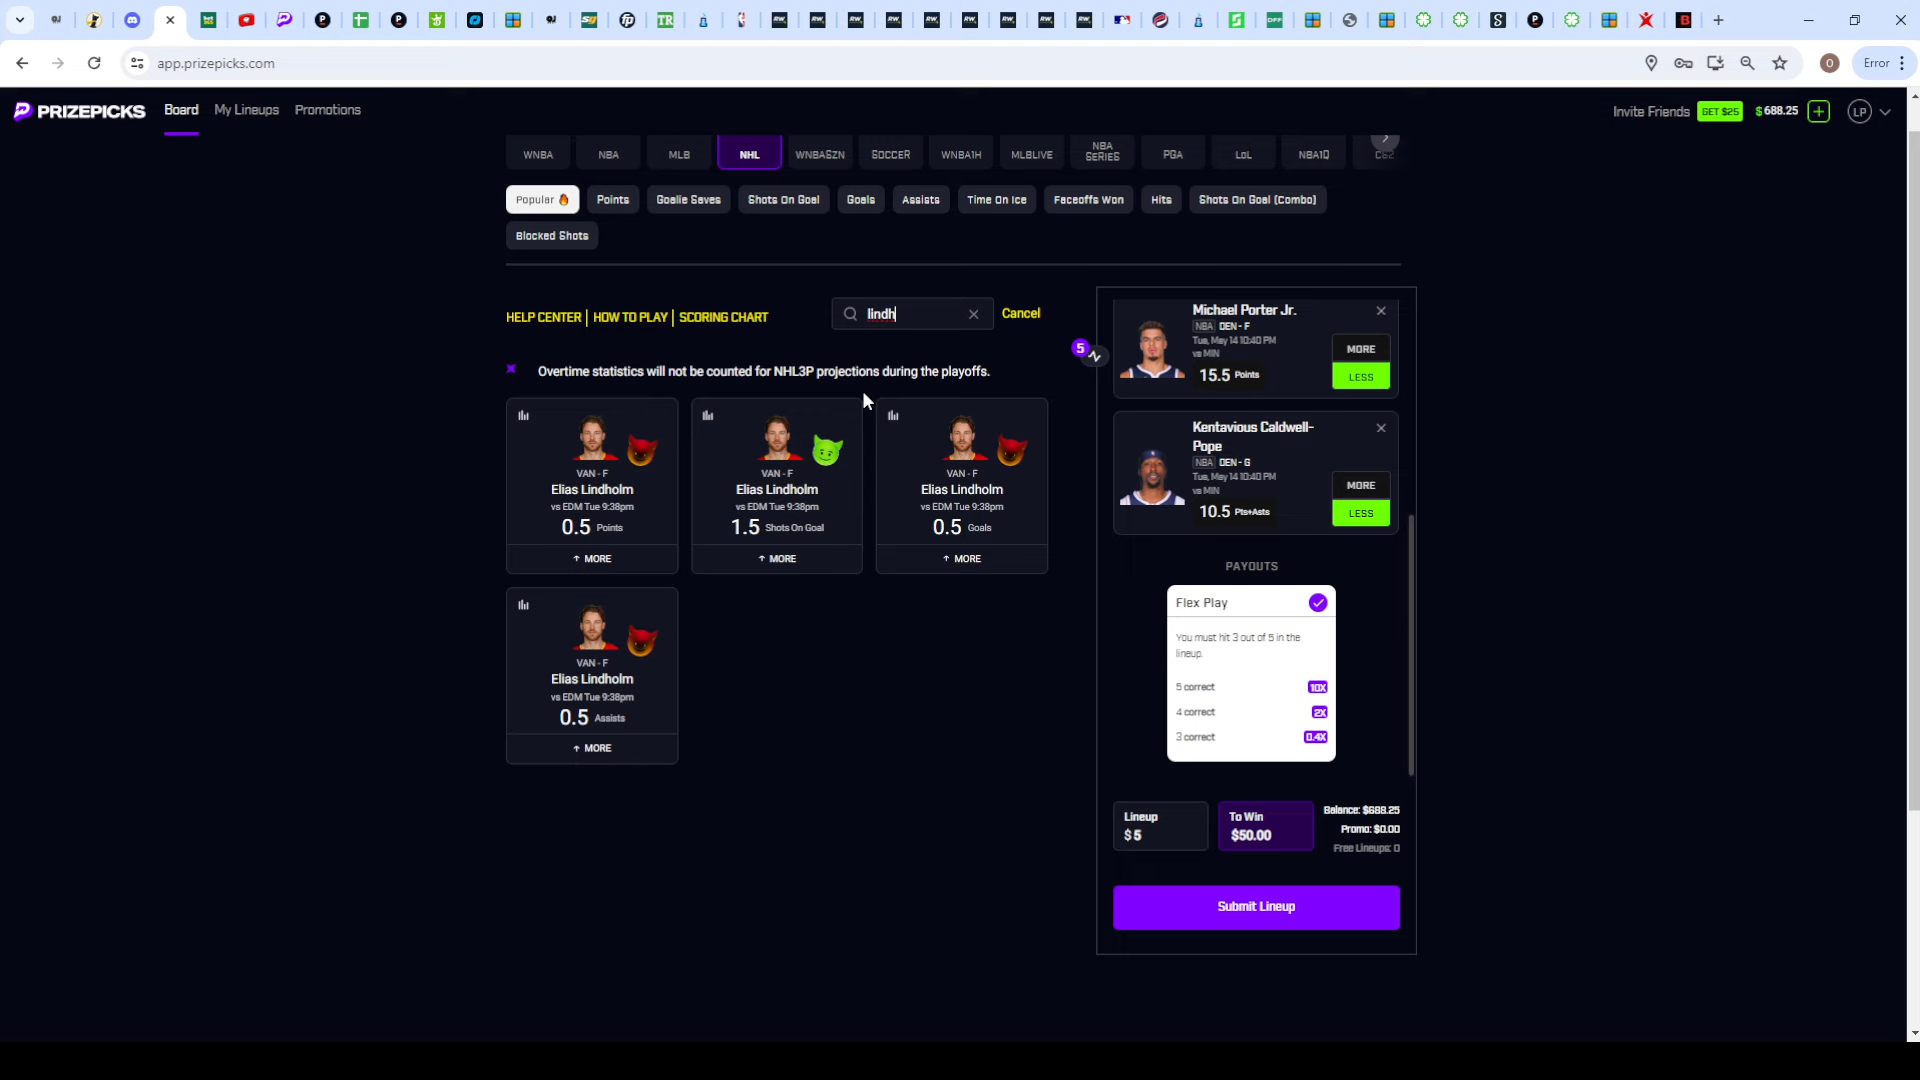 app.prizepicks.com
Error
PRIZEPICKS
Board
My Lineups
Promotions
Invite Friends
GET $25
$688.25
LP
WNBA
NBA
MLB
NHL
WNBASZN
SOCCER
WNBA1H
MLBLIVE
NBA
SERIES
PGA
LoL
NBA1Q
CS2
Popular
Points
Goalie Saves
Shots On Goal
Goals
Assists
Time On Ice
Faceoffs Won
Hits
Shots On Goal (Combo)
Blocked Shots
HELP CENTER | HOW TO PLAY | SCORING CHART
lindh
Cancel
Overtime statistics will not be counted for NHL3P projections during the playoffs.
VAN - F
Elias Lindholm
vs EDM Tue 9:38pm
0.5 Points
MORE
VAN - F
Elias Lindholm
vs EDM Tue 9:38pm
1.5 Shots On Goal
MORE
VAN - F
Elias Lindholm
vs EDM Tue 9:38pm
0.5 Goals
MORE
VAN - F
Elias Lindholm
vs EDM Tue 9:38pm
0.5 Assists
MORE
5
Michael Porter Jr.
NBA DEN - F
Tue, May 14 10:40 PM
vs MIN
15.5 Points
MORE
LESS
Kentavious Caldwell-
Pope
NBA DEN - G
Tue, May 14 10:40 PM
vs MIN
10.5 Pts+Asts
MORE
LESS
PAYOUTS
Flex Play
You must hit 3 out of 5 in the
lineup.
5 correct 10X
4 correct 2X
3 correct 0.4X
Lineup
$ 5
To Win
$50.00
Balance: $688.25
Promo: $0.00
Free Lineups: 0
Submit Lineup